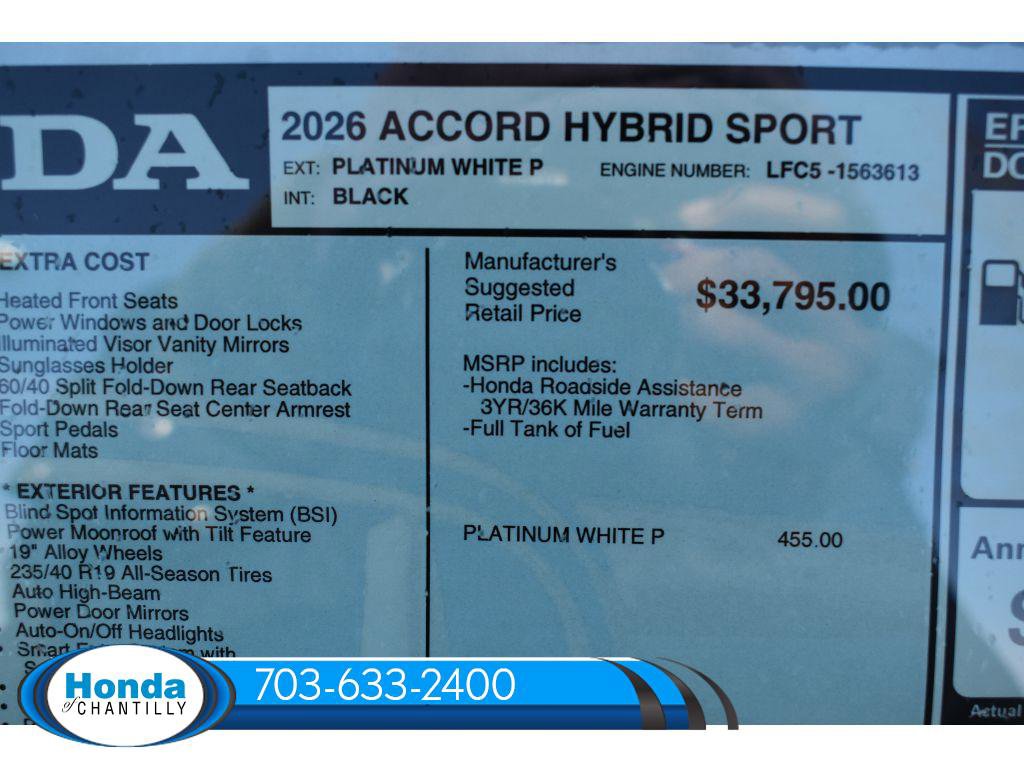 DA
2026 ACCORD HYBRID SPORT
EXT: PLATINUM WHITE P ENGINE NUMBER: LFC5 -1563613
INT: BLACK
EXTRA COST
Heated Front Seats
Power Windows and Door Locks
Illuminated Visor Vanity Mirrors
Sunglasses Holder
60/40 Split Fold-Down Rear Seatback
Fold-Down Rear Seat Center Armrest
Sport Pedals
Floor Mats
* EXTERIOR FEATURES *
Blind Spot Information System (BSI)
Power Moonroof with Tilt Feature
19" Alloy Wheels
235/40 R19 All-Season Tires
Auto High-Beam
Power Door Mirrors
Auto-On/Off Headlights
Smart
with
Manufacturer's
Suggested
Retail Price
$33,795.00
MSRP includes:
-Honda Roadside Assistance
3YR/36K Mile Warranty Term
-Full Tank of Fuel
PLATINUM WHITE P 455.00
Actual
Honda
of CHANTILLY
703-633-2400